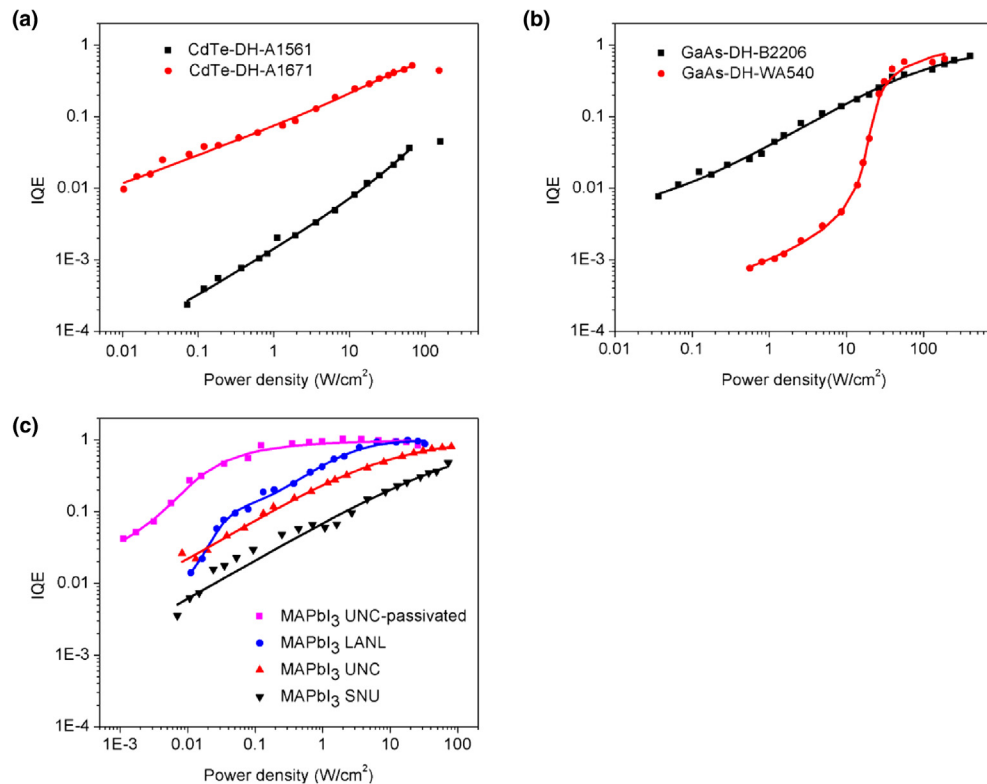 (a)
CdTe-DH-A1561
CdTe-DH-A1671
1
0.1
0.01
1E-3
1E-4
IQE
0.01
0.1
1
10
100
Power density (W/cm²)
(b)
GaAs-DH-B2206
GaAs-DH-WA540
1
0.1
0.01
1E-3
1E-4
IQE
0.01
0.1
1
10
100
Power density(W/cm²)
(c)
1
0.1
0.01
1E-3
1E-4
IQE
MAPbI₃ UNC-passivated
MAPbI₃ LANL
MAPbI₃ UNC
MAPbI₃ SNU
1E-3
0.01
0.1
1
10
100
Power density (W/cm²)